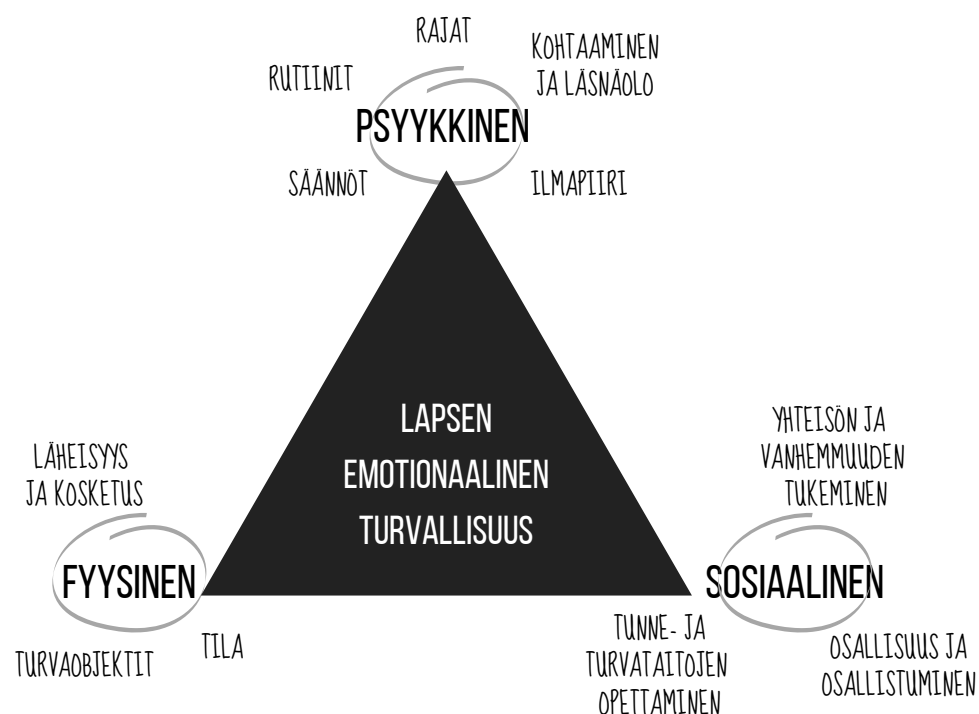 RAJAT
KOHTAAMINEN
JA LÄSNÄOLO
RUTIINIT
PSYYKKINEN
SÄÄNNÖT
ILMAPIIRI
LAPSEN
EMOTIONAALINEN
TURVALLISUUS
LÄHEISYYS
JA KOSKETUS
FYYSINEN
TURVAOBJEKTIT
TILA
YHTEISÖN JA
VANHEMMUUDEN
TUKEMINEN
SOSIAALINEN
TUNNE- JA
TURVATAITOJEN
OPETTAMINEN
OSALLISUUS JA
OSALLISTUMINEN